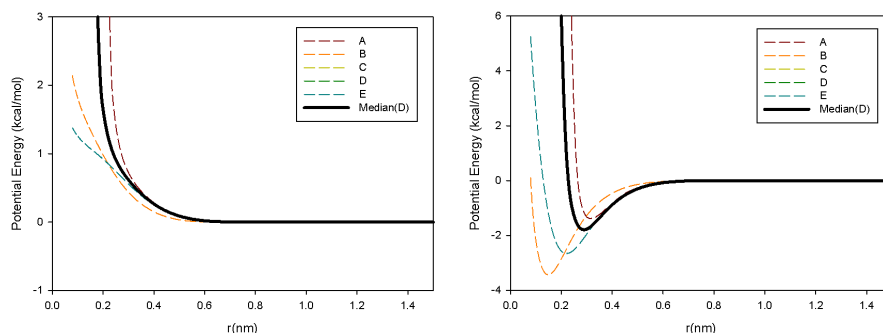 3
2
1
0
-1
Potential Energy (kcal/mol)
0.0 0.2 0.4 0.6 0.8 1.0 1.2 1.4
r(nm)
A
B
C
D
E
Median(D)
6
4
2
0
-2
-4
Potential Energy (kcal/mol)
0.0 0.2 0.4 0.6 0.8 1.0 1.2 1.4
r(nm)
A
B
C
D
E
Median(D)